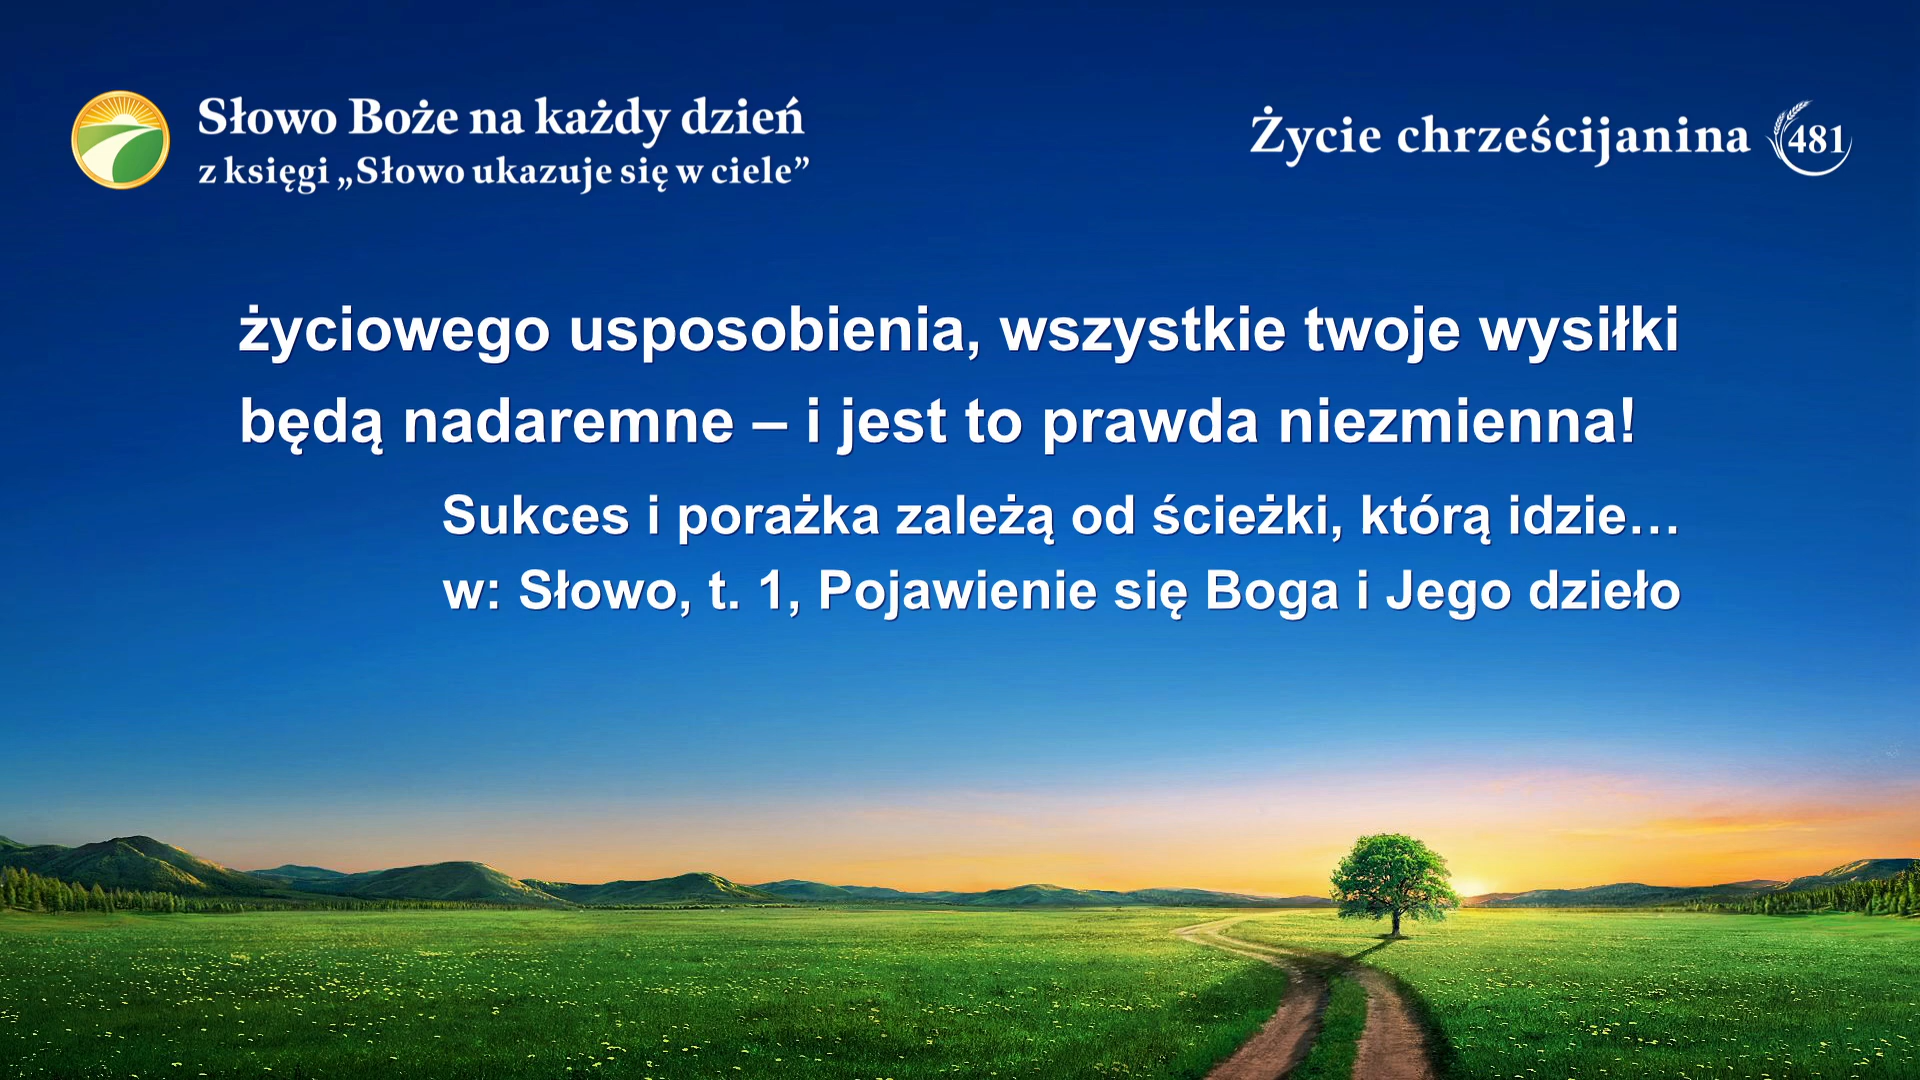 Słowo Boże na każdy dzień
z księgi „Słowo ukazuje się w ciele”
Życie chrześcijanina 481
życiowego usposobienia, wszystkie twoje wysiłki
będą nadaremne – i jest to prawda niezmienna!
Sukces i porażka zależą od ścieżki, którą idzie…
w: Słowo, t. 1, Pojawienie się Boga i Jego dzieło